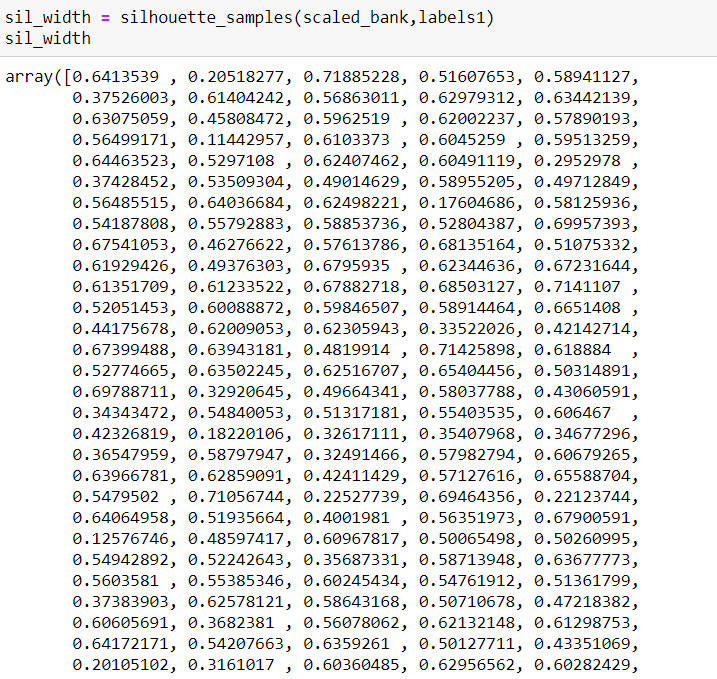 sil_width = silhouette_samples(scaled_bank,labels1)
sil_width
array([0.6413539 , 0.20518277, 0.71885228, 0.51607653, 0.58941127,
0.37526003, 0.61404242, 0.56863011, 0.62979312, 0.63442139,
0.63075059, 0.45808472, 0.5962519 , 0.62002237, 0.57890193,
0.56499171, 0.11442957, 0.6103373 , 0.6045259 , 0.59513259,
0.64463523, 0.5297108 , 0.62407462, 0.60491119, 0.2952978 ,
0.37428452, 0.53509304, 0.49014629, 0.58955205, 0.49712849,
0.56485515, 0.64036684, 0.62498221, 0.17604686, 0.58125936,
0.54187808, 0.55792883, 0.58853736, 0.52804387, 0.69957393,
0.67541053, 0.46276622, 0.57613786, 0.68135164, 0.51075332,
0.61929426, 0.49376303, 0.6795935 , 0.62344636, 0.67231644,
0.61351709, 0.61233522, 0.67882718, 0.68503127, 0.7141107 ,
0.52051453, 0.60088872, 0.59846507, 0.58914464, 0.6651408 ,
0.44175678, 0.62009053, 0.62305943, 0.33522026, 0.42142714,
0.67399488, 0.63943181, 0.4819914 , 0.71425898, 0.618884  ,
0.52774665, 0.63502245, 0.62516707, 0.65404456, 0.50314891,
0.69788711, 0.32920645, 0.49664341, 0.58037788, 0.43060591,
0.34343472, 0.54840053, 0.51317181, 0.55403535, 0.606467  ,
0.42326819, 0.18220106, 0.32617111, 0.35407968, 0.34677296,
0.36547959, 0.58797947, 0.32491466, 0.57982794, 0.60679265,
0.63966781, 0.62859091, 0.42411429, 0.57127616, 0.65588704,
0.5479502 , 0.71056744, 0.22527739, 0.69464356, 0.22123744,
0.64064958, 0.51935664, 0.4001981 , 0.56351973, 0.67900591,
0.12576746, 0.48597417, 0.60967817, 0.50065498, 0.50260995,
0.54942892, 0.52242643, 0.35687331, 0.58713948, 0.63677773,
0.5603581 , 0.55385346, 0.60245434, 0.54761912, 0.51361799,
0.37383903, 0.62578121, 0.58643168, 0.50710678, 0.47218382,
0.60605691, 0.3682381 , 0.56078062, 0.62132148, 0.61298753,
0.64172171, 0.54207663, 0.6359261 , 0.50127711, 0.43351069,
0.20105102, 0.3161017 , 0.60360485, 0.62956562, 0.60282429,